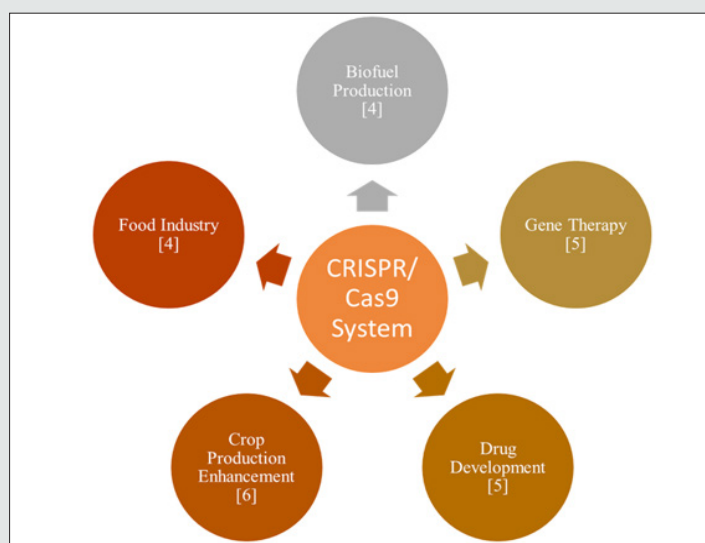 Biofuel
Production
[4]
Food Industry
[4]
Gene Therapy
[5]
CRISPR/
Cas9
System
Crop
Production
Enhancement
[6]
Drug
Development
[5]